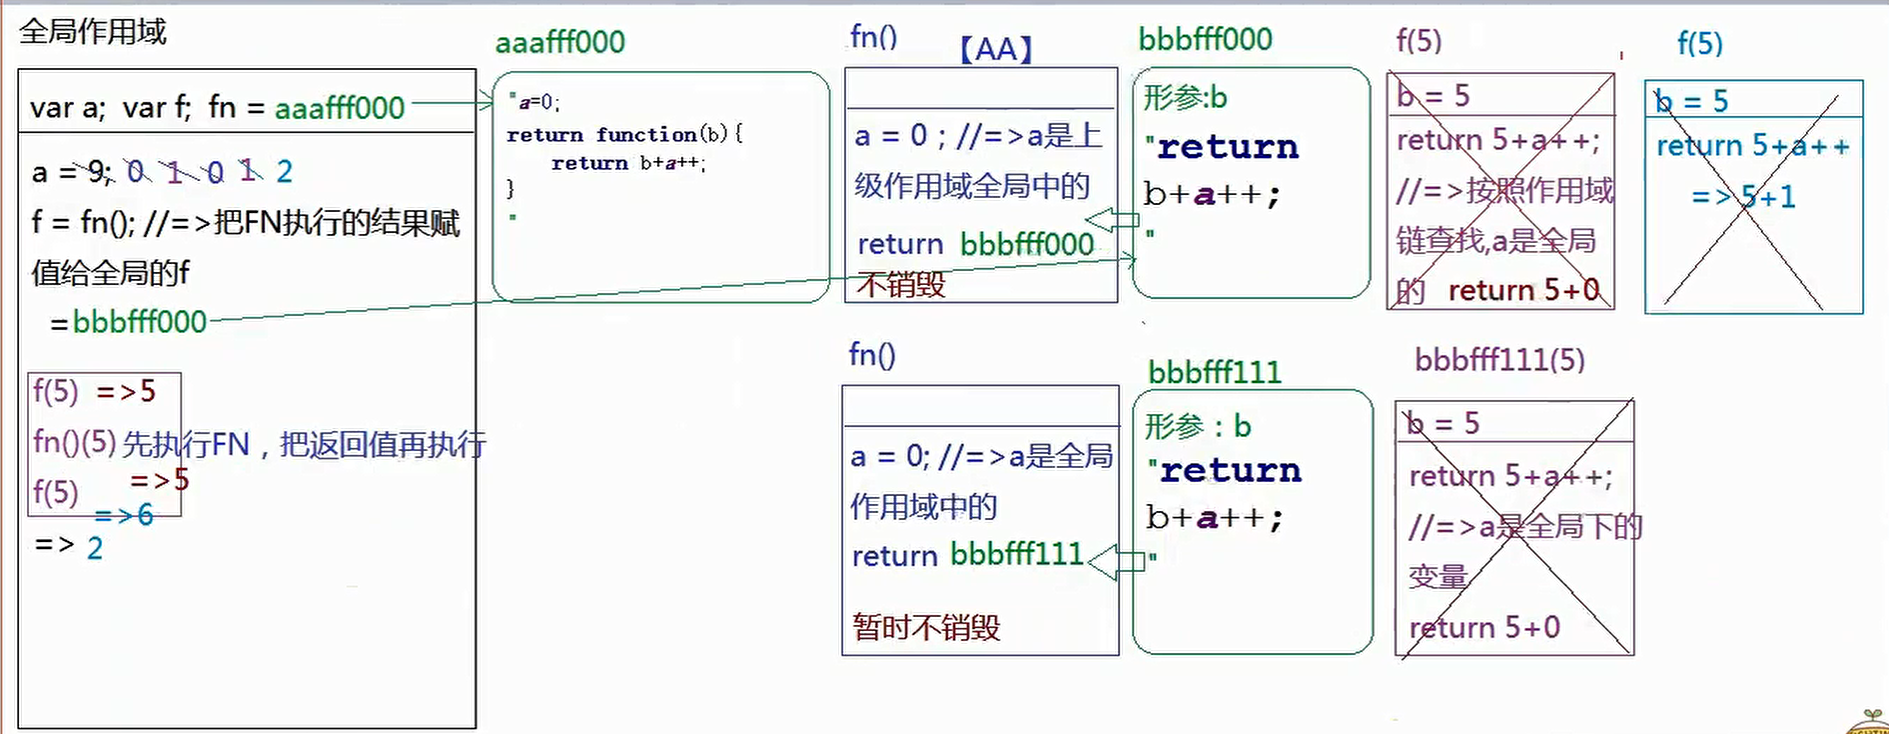 全局作用域
var a;  var f;  fn = aaafff000
a = 9; 0 1 0 1 2
f = fn(); //=>把FN执行的结果赋
值给全局的f
=bbbfff000
f(5) =>5
fn()(5) 先执行FN，把返回值再执行
=>5
f(5)
=>6
=> 2
aaafff000
"a=0;
return function(b){
return b+a++;
}
"
fn()
【AA】
a = 0 ; //=>a是上
级作用域全局中的
return bbbfff000
不销毁
bbbfff000
形参:b
"return
b+a++;
"
f(5)
b = 5
return 5+a++;
//=>按照作用域
链查找,a是全局
的 return 5+0
f(5)
b = 5
return 5+a++
=>5+1
fn()
a = 0; //=>a是全局
作用域中的
return bbbfff111
暂时不销毁
bbbfff111
形参：b
"return
b+a++;
"
bbbfff111(5)
b = 5
return 5+a++;
//=>a是全局下的
变量
return 5+0